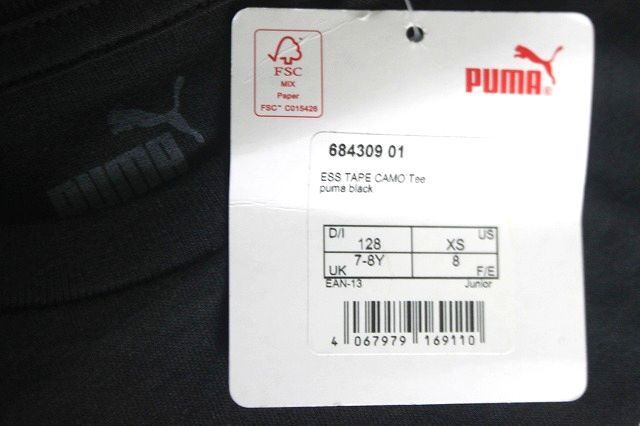 PUMA
FSC
MIX
Paper
FSC™ C015426
PUMA®
684309 01
ESS TAPE CAMO Tee
puma black
D/I 128 XS US
UK 7-8Y 8 F/E
EAN-13 Junior
4 067979 169110